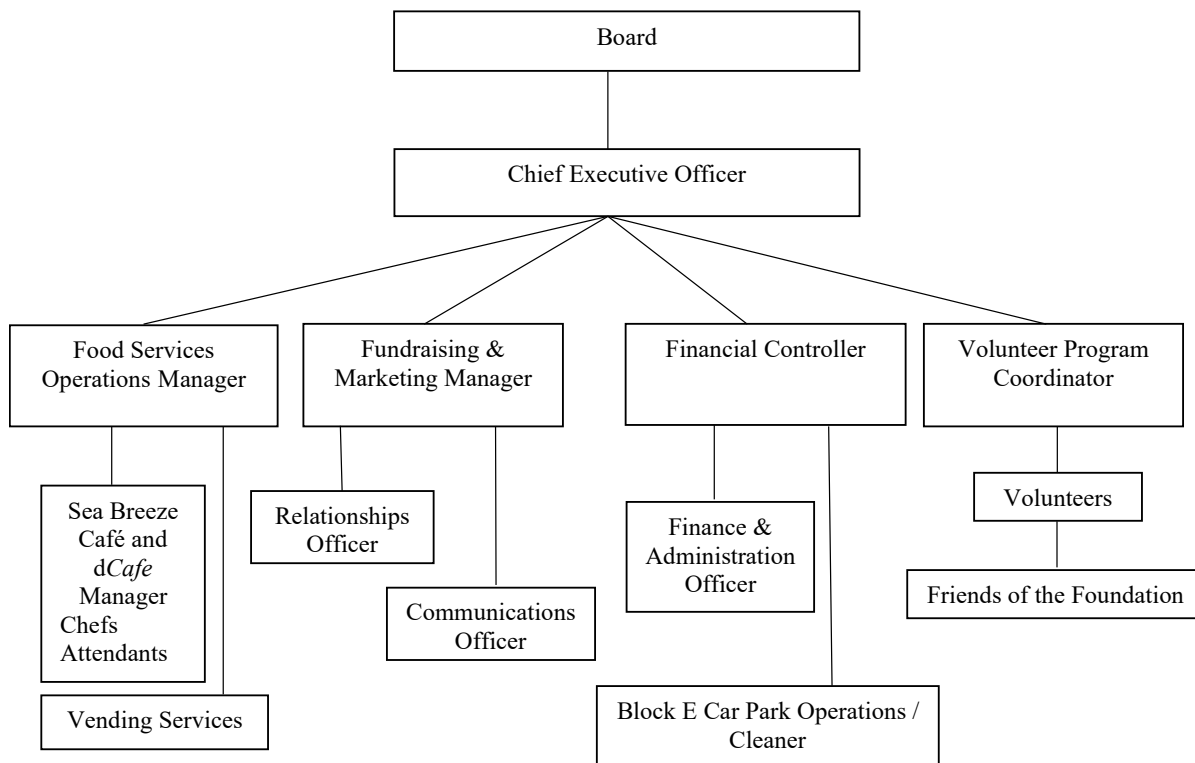 Board
Chief Executive Officer
Food Services
Operations Manager
Fundraising &
Marketing Manager
Financial Controller
Volunteer Program
Coordinator
Sea Breeze
Café and
dCafe
Manager
Chefs
Attendants
Vending Services
Relationships
Officer
Communications
Officer
Finance &
Administration
Officer
Block E Car Park Operations /
Cleaner
Volunteers
Friends of the Foundation